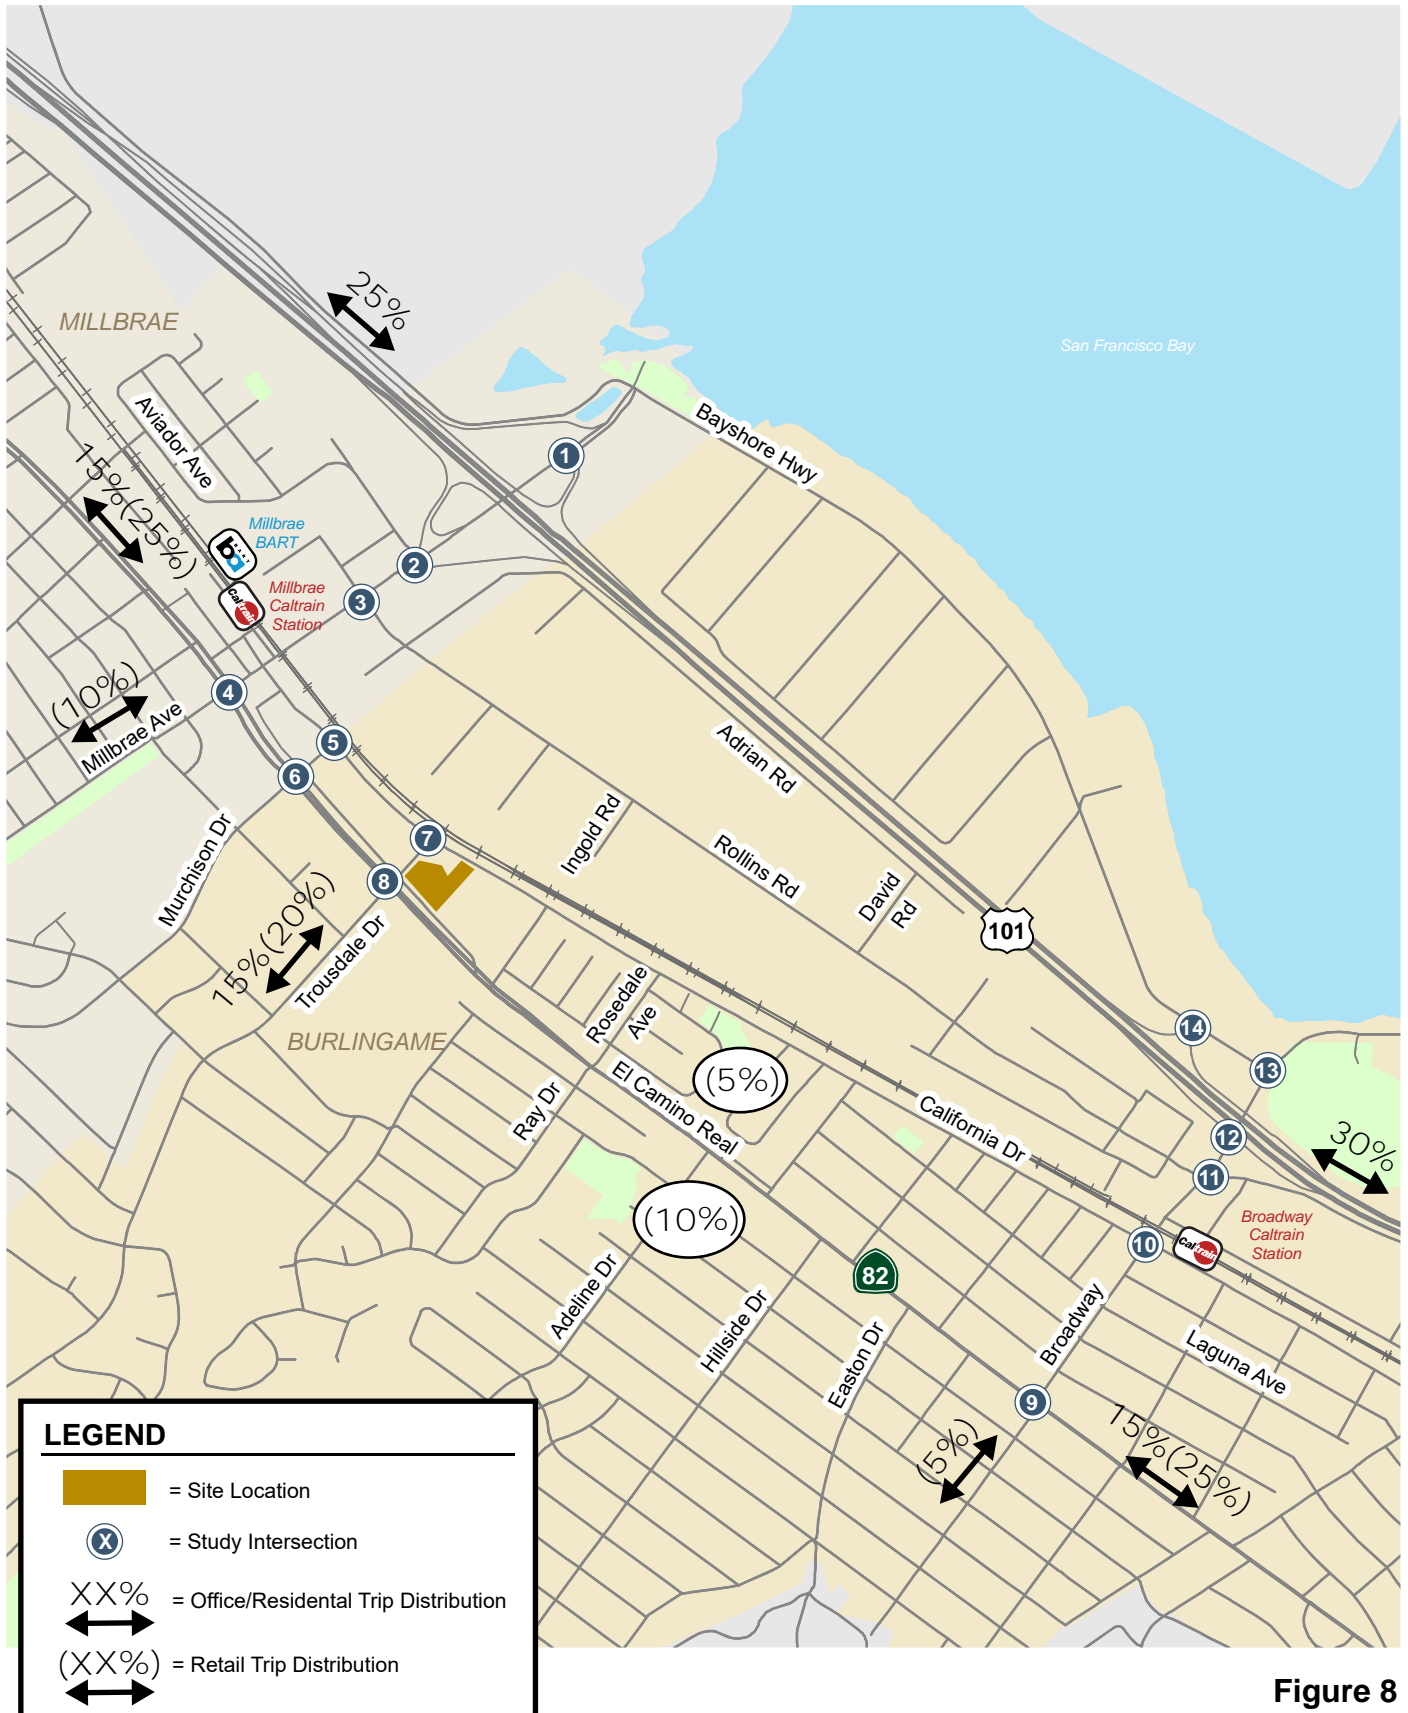 25%
MILLBRAE
San Francisco Bay
Aviador Ave
Bayshore Hwy
15%(25%)
1
Millbrae
BART
BART
ba
2
Millbrae
Caltrain
Station
Caltrain
3
(10%)
4
Millbrae Ave
5
Adrian Rd
6
Ingold Rd
7
Murchison Dr
Rollins Rd
8
David
Rd
15%(20%)
101
Trousdale Dr
Rosedale
Ave
14
BURLINGAME
(5%)
13
El Camino Real
Ray Dr
California Dr
12
30%
11
(10%)
Broadway
Caltrain
Station
10
Caltrain
82
Adeline Dr
Hillside Dr
Broadway
Easton Dr
Laguna Ave
9
15%(25%)
(5%)
LEGEND
= Site Location
X
= Study Intersection
XX%
= Office/Residental Trip Distribution
(XX%)
= Retail Trip Distribution
Figure 8